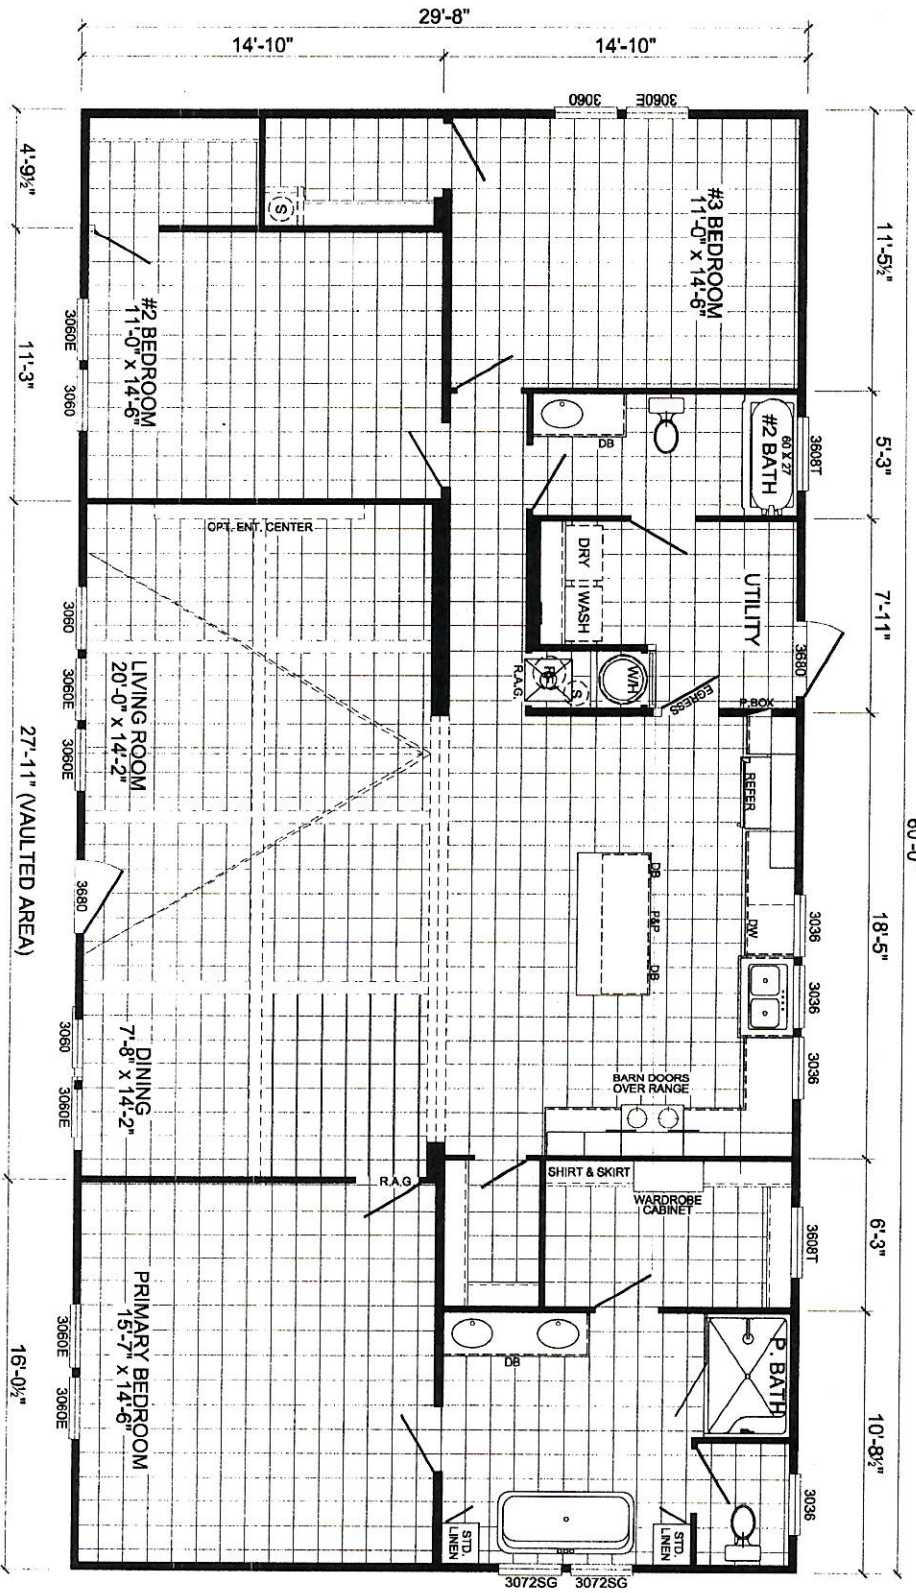 29'-8"
14'-10"
14'-10"
4'-9½"
11'-3"
27'-11" (VAULTED AREA)
16'-0½"
60'-0
11'-5½"
5'-3"
7'-11"
18'-5"
6'-3"
10'-8½"
3060
3060E
#3 BEDROOM
11'-0" x 14'-6"
S
#2 BEDROOM
11'-0" x 14'-6"
3060E
3060
DB
#2 BATH
60 X 27
3608T
DRY
WASH
UTILITY
3680
W/H
S
R.A.G.
EGRESS
P.BOX
OPT. ENT. CENTER
3060
3060E
3060E
LIVING ROOM
20'-0" x 14'-2"
3680
REFER
DW
3036
3036
3036
DB
P&P
DB
BARN DOORS
OVER RANGE
DINING
7'-8" x 14'-2"
3060
3060E
R.A.G
SHIRT & SKIRT
WARDROBE
CABINET
3608T
PRIMARY BEDROOM
15'-7" x 14'-6"
3060E
3060E
DB
P. BATH
3036
STD.
LINEN
STD.
LINEN
3072SG
3072SG